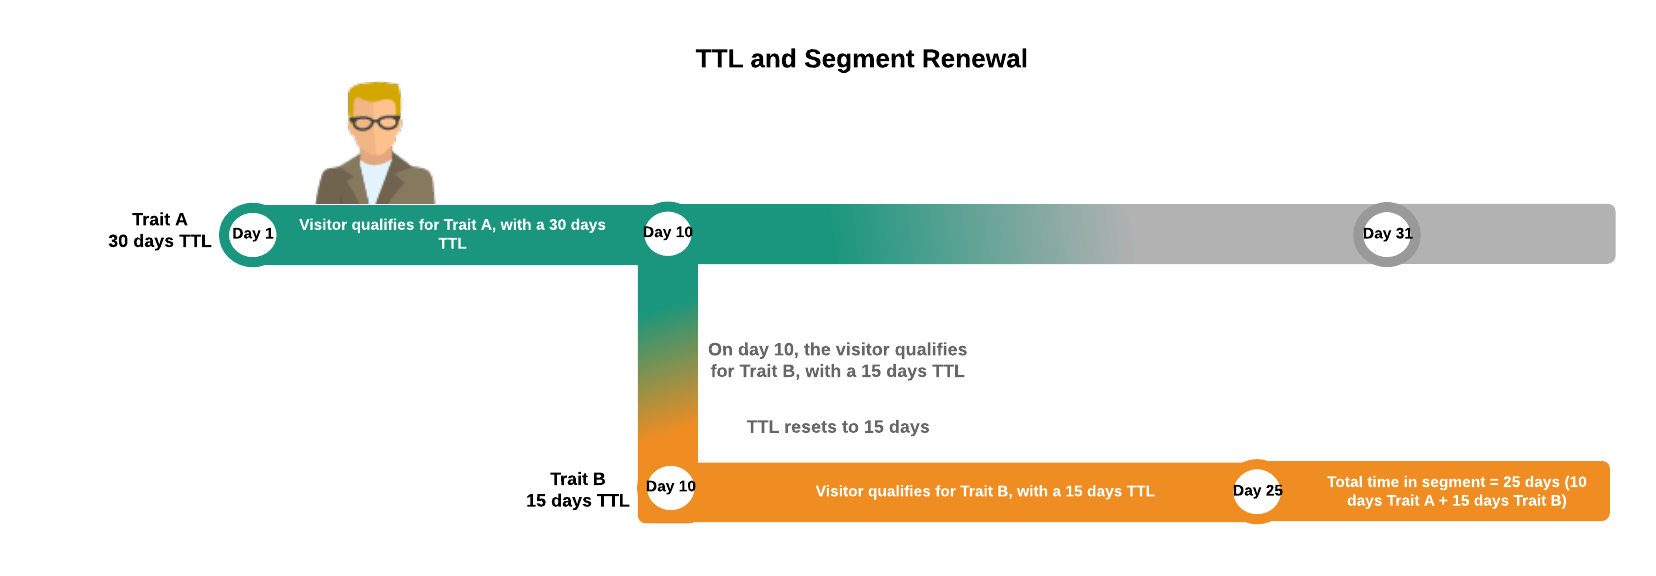 TTL and Segment Renewal
Trait A
30 days TTL
Day 1
Visitor qualifies for Trait A, with a 30 days
TTL
Day 10
Day 31
On day 10, the visitor qualifies
for Trait B, with a 15 days TTL
TTL resets to 15 days
Trait B
15 days TTL
Day 10
Visitor qualifies for Trait B, with a 15 days TTL
Day 25
Total time in segment = 25 days (10
days Trait A + 15 days Trait B)